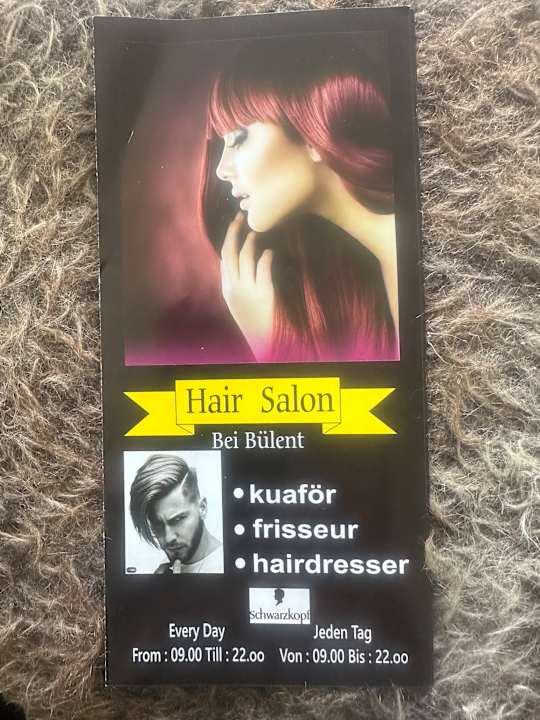 Hair Salon
Bei Bülent
• kuaför
• frisseur
• hairdresser
Schwarzkopf
Every Day
From : 09.00 Till : 22.oo
Jeden Tag
Von : 09.00 Bis : 22.oo